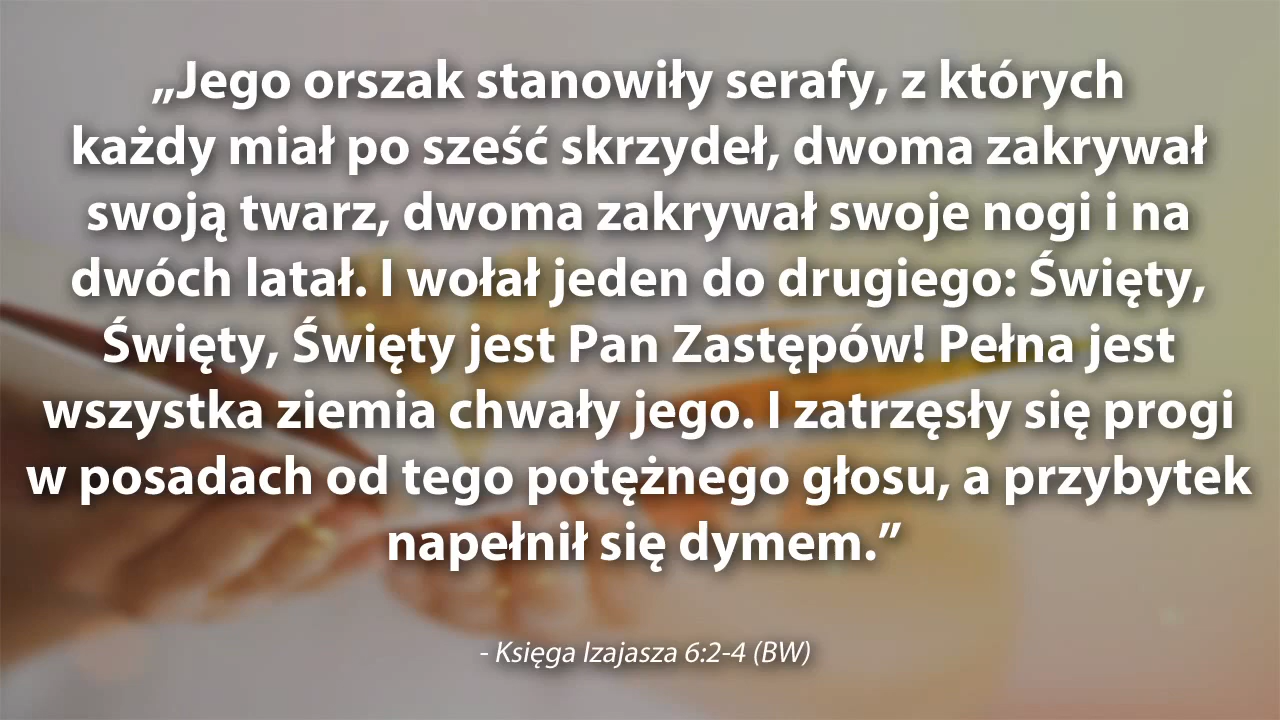 „Jego orszak stanowiły serafy, z których
każdy miał po sześć skrzydeł, dwoma zakrywał
swoją twarz, dwoma zakrywał swoje nogi i na
dwóch latał. I wołał jeden do drugiego: Święty,
Święty, Święty jest Pan Zastępów! Pełna jest
wszystka ziemia chwały jego. I zatrzęsły się progi
w posadach od tego potężnego głosu, a przybytek
napełnił się dymem.”
- Księga Izajasza 6:2-4 (BW)